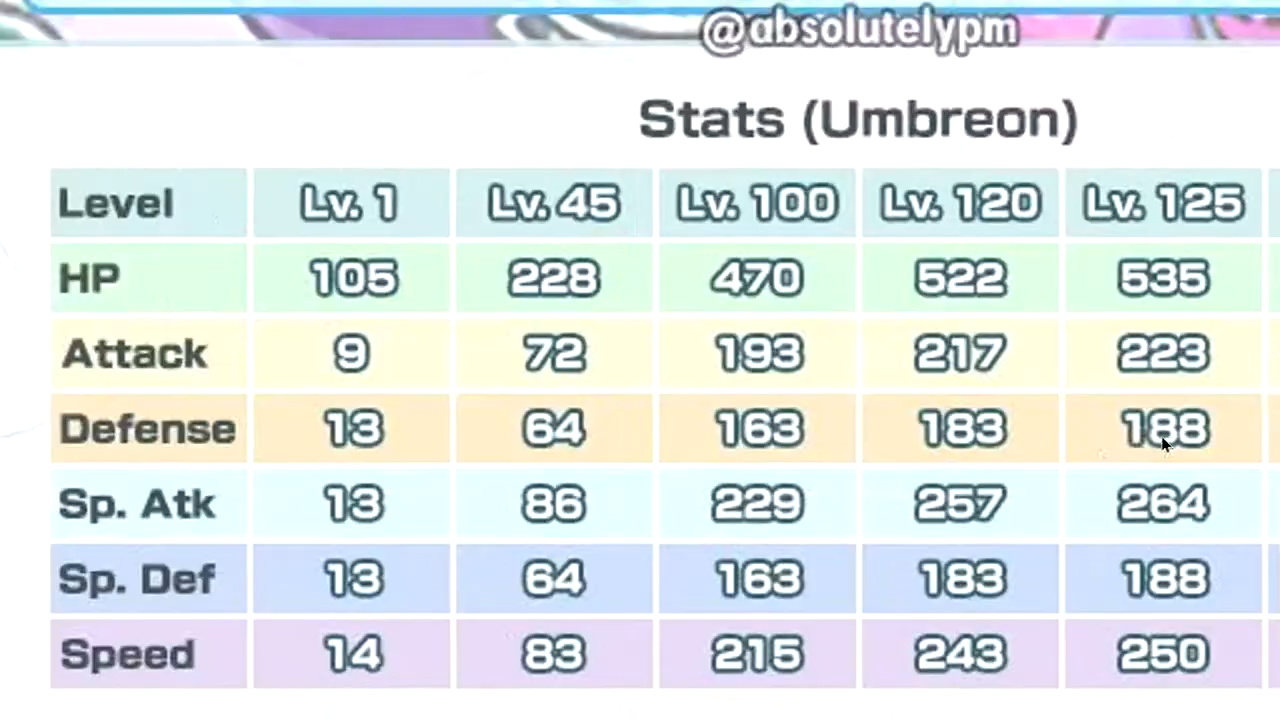 @absolutelypm
Stats (Umbreon)
Level Lv. 1 Lv. 45 Lv. 100 Lv. 120 Lv. 125
HP 105 228 470 522 535
Attack 9 72 193 217 223
Defense 13 64 163 183 188
Sp. Atk 13 86 229 257 264
Sp. Def 13 64 163 183 188
Speed 14 83 215 243 250